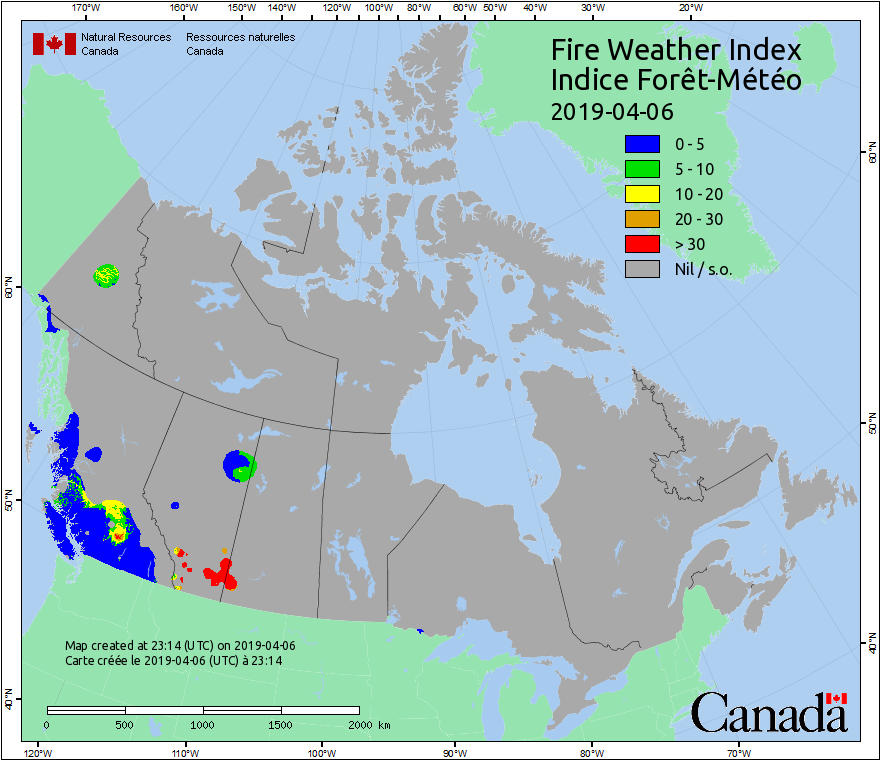 170°W 160°W 150°W 140°W 120°W 100°W 80°W 60°W 50°W 40°W 30°W 20°W
Natural Resources Ressources naturelles
Canada Canada
Fire Weather Index
Indice Forêt-Météo
2019-04-06
0 - 5
5 - 10
10 - 20
20 - 30
> 30
Nil / s.o.
60°N
60°N
50°N
50°N
40°N
40°N
Map created at 23:14 (UTC) on 2019-04-06
Carte créée le 2019-04-06 (UTC) à 23:14
0 500 1000 1500 2000 km
Canada
120°W 110°W 100°W 90°W 80°W 70°W